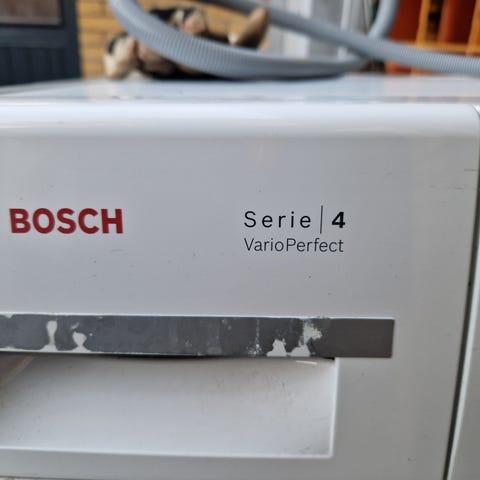 BOSCH
Serie | 4
VarioPerfect